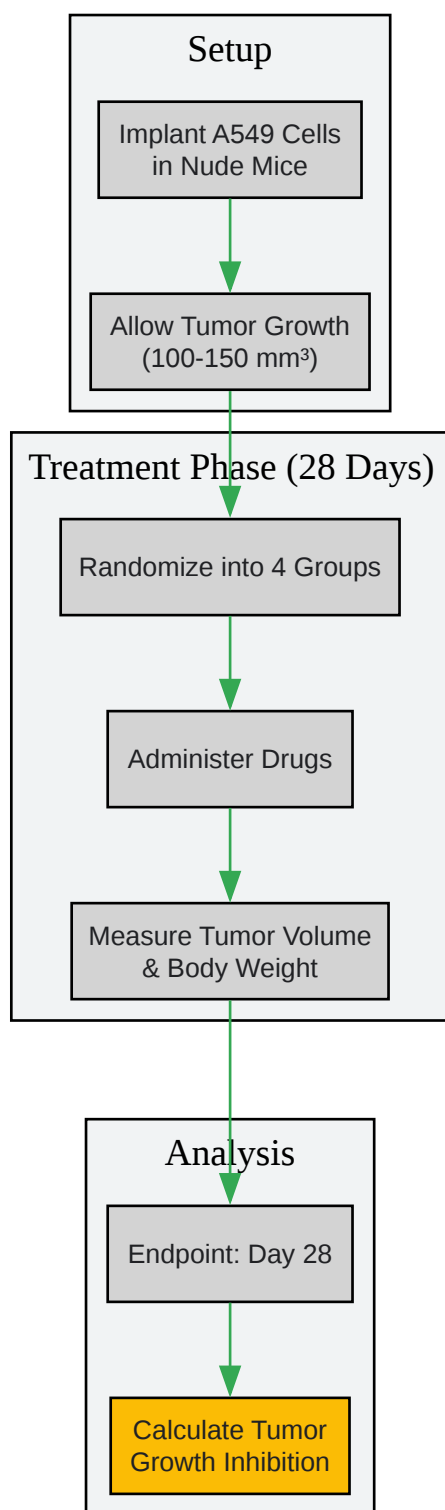 Setup
Implant A549 Cells
in Nude Mice
Allow Tumor Growth
(100-150 mm³)
Treatment Phase (28 Days)
Randomize into 4 Groups
Administer Drugs
Measure Tumor Volume
& Body Weight
Analysis
Endpoint: Day 28
Calculate Tumor
Growth Inhibition